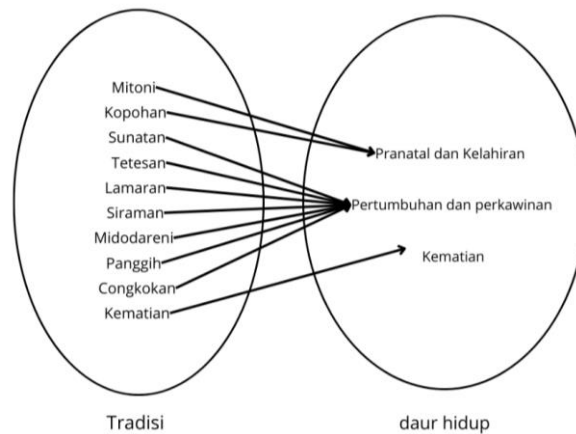 Mitoni
Kopohan
Sunatan
Tetesan
Lamaran
Siraman
Midodareni
Panggih
Congkokan
Kematian
Pranatal dan Kelahiran
Pertumbuhan dan perkawinan
Kematian
Tradisi
daur hidup